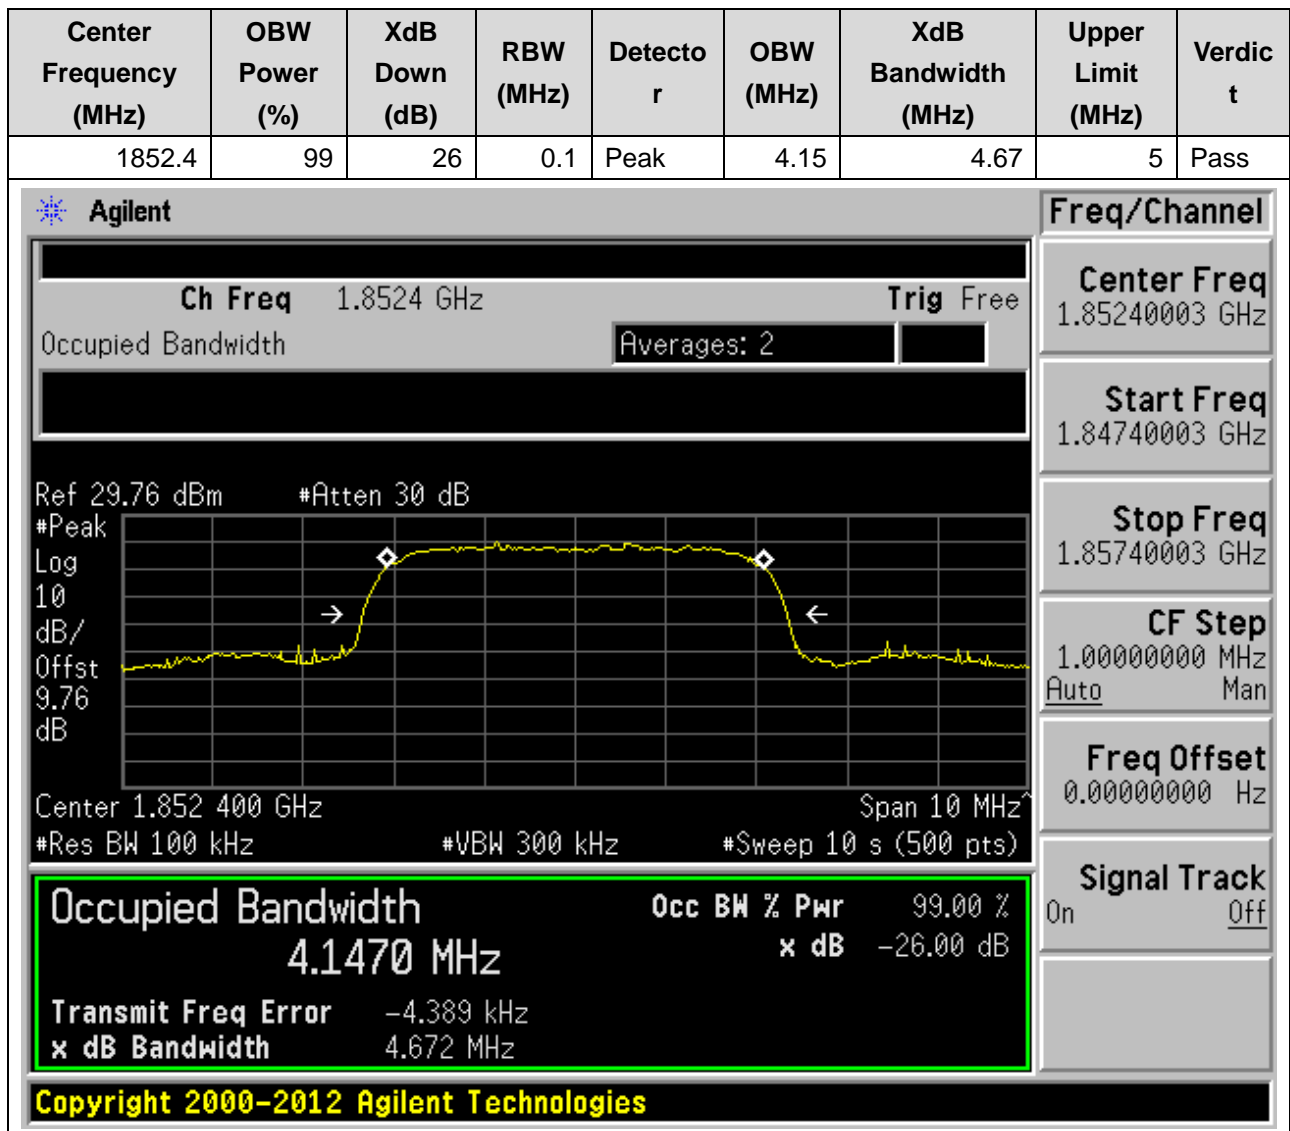 Center Frequency (MHz) OBW Power (%) XdB Down (dB) RBW (MHz) Detecto r OBW (MHz) XdB Bandwidth (MHz) Upper Limit (MHz) Verdic t
1852.4 99 26 0.1 Peak 4.15 4.67 5 Pass
Agilent
Freq/Channel
Ch Freq 1.8524 GHz Trig Free
Occupied Bandwidth Averages: 2
Center Freq
1.85240003 GHz
Start Freq
1.84740003 GHz
Stop Freq
1.85740003 GHz
CF Step
1.00000000 MHz
Auto Man
Freq Offset
0.00000000 Hz
Signal Track
On Off
Ref 29.76 dBm #Atten 30 dB
#Peak
Log
10
dB/
Offst
9.76
dB
Center 1.852 400 GHz Span 10 MHz^
#Res BW 100 kHz #VBW 300 kHz #Sweep 10 s (500 pts)
Occupied Bandwidth Occ BW % Pwr 99.00 %
4.1470 MHz x dB -26.00 dB
Transmit Freq Error -4.389 kHz
x dB Bandwidth 4.672 MHz
Copyright 2000-2012 Agilent Technologies